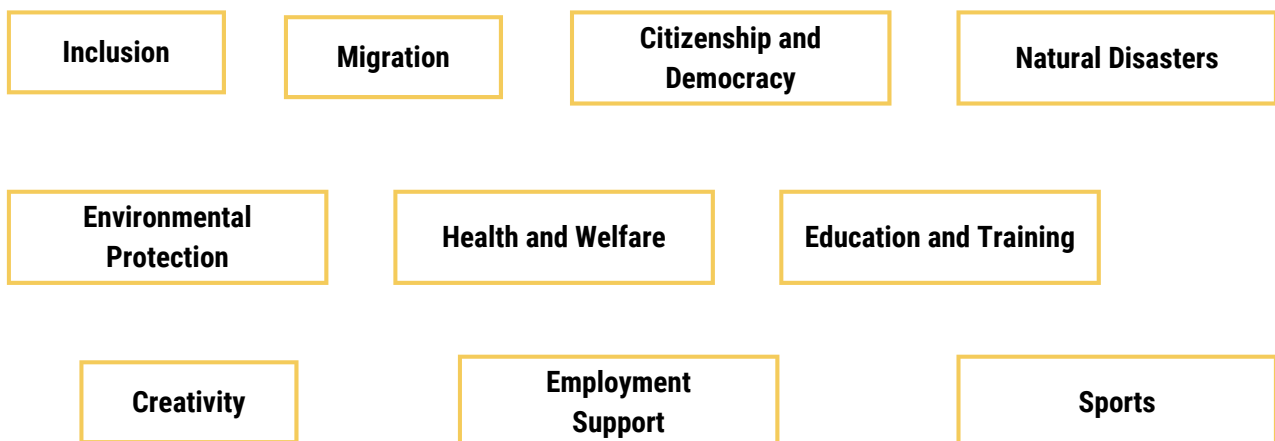 Inclusion
Migration
Citizenship and
Democracy
Natural Disasters
Environmental
Protection
Health and Welfare
Education and Training
Creativity
Employment
Support
Sports